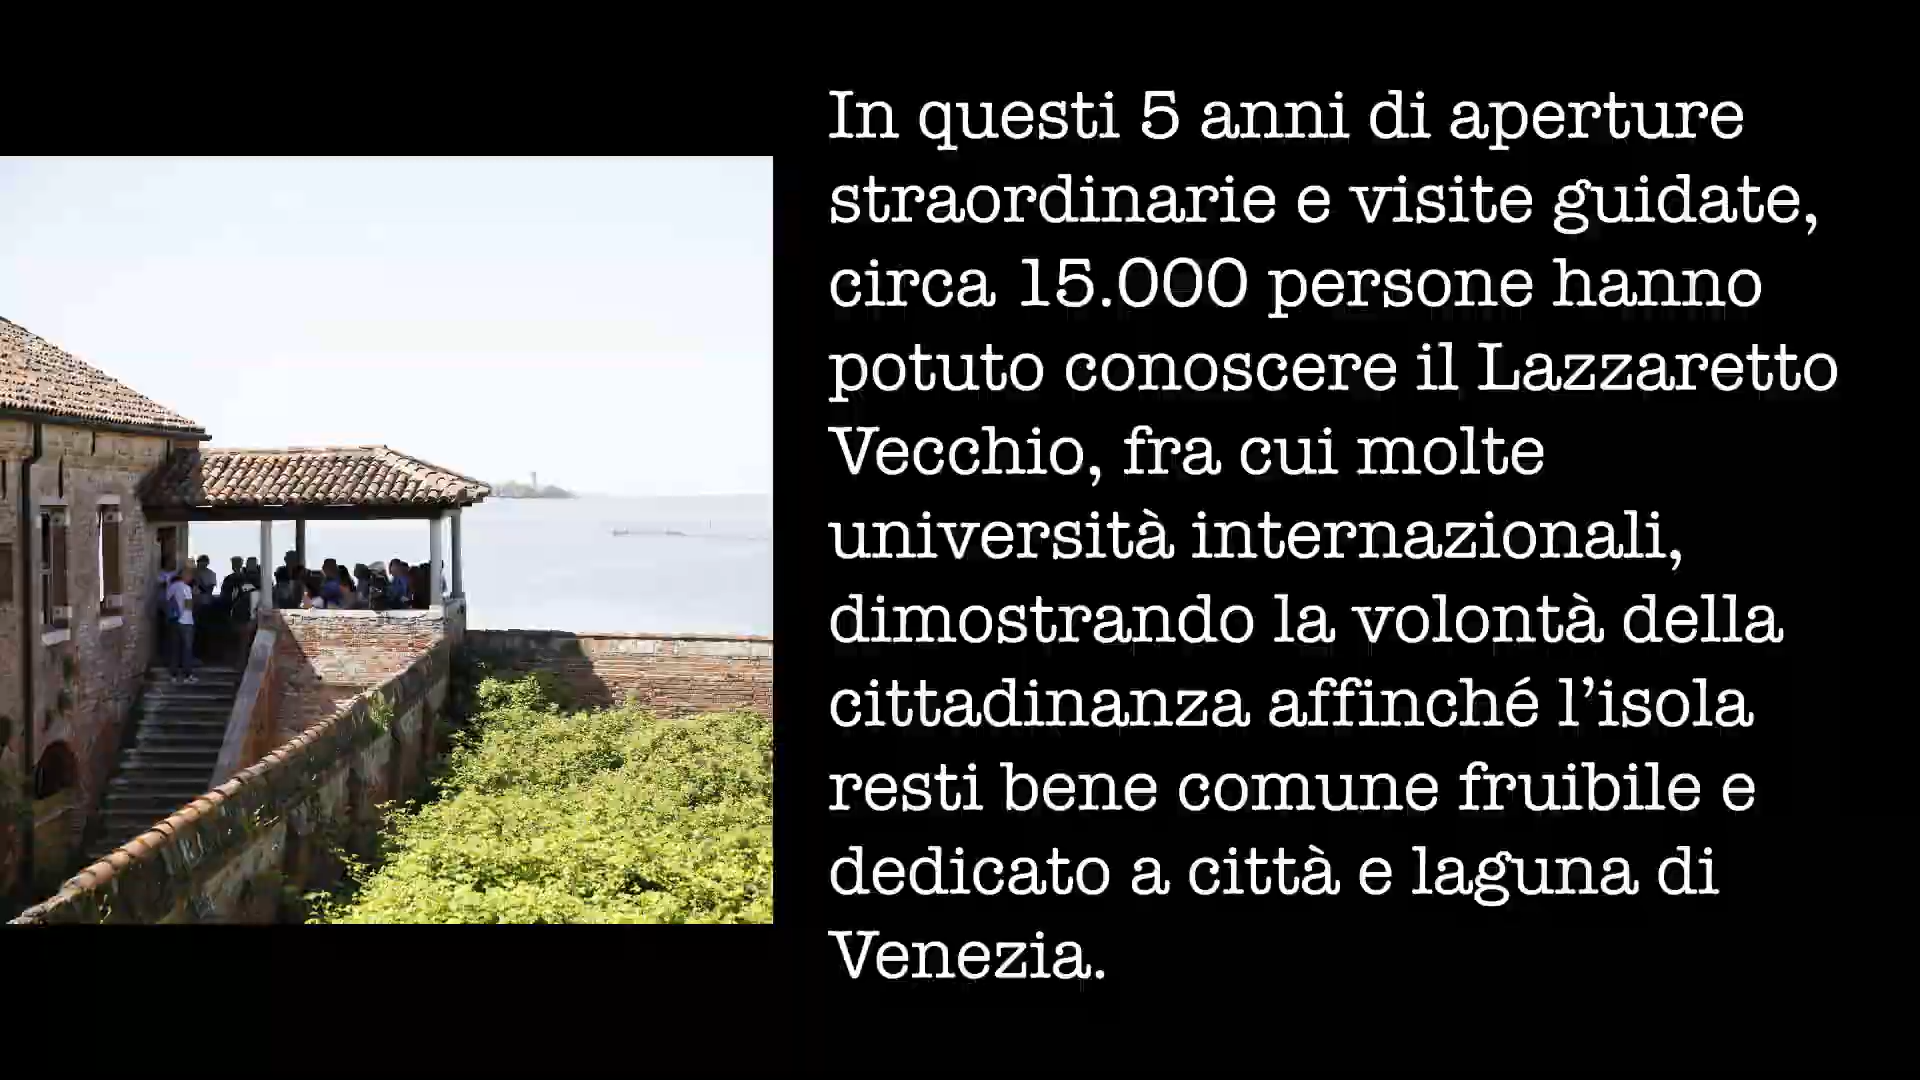 In questi 5 anni di aperture
straordinarie e visite guidate,
circa 15.000 persone hanno
potuto conoscere il Lazzaretto
Vecchio, fra cui molte
università internazionali,
dimostrando la volontà della
cittadinanza affinché l’isola
resti bene comune fruibile e
dedicato a città e laguna di
Venezia.